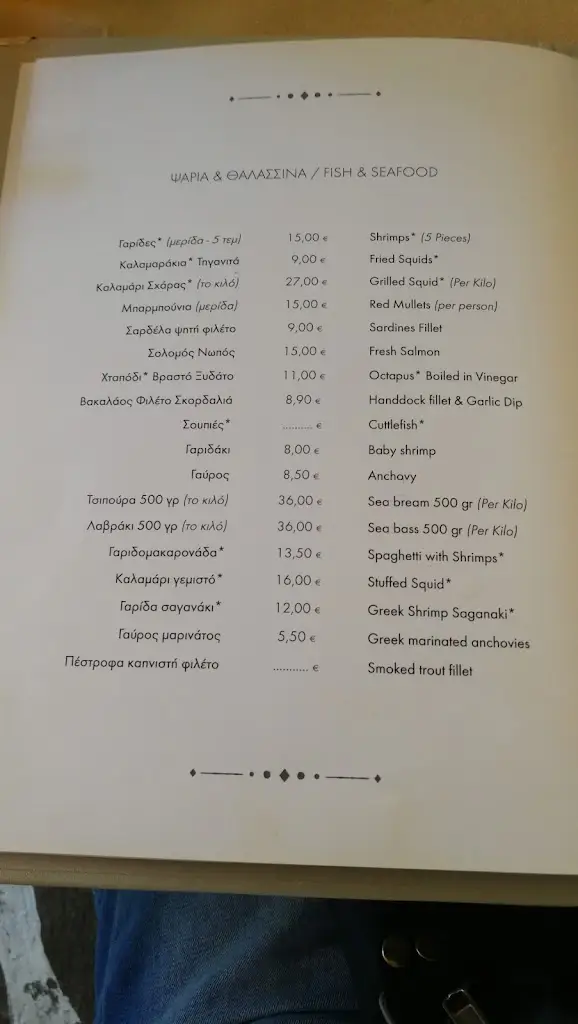 ΨΑΡΙΑ & ΘΑΛΑΣΣΙΝΑ / FISH & SEAFOOD
Γαρίδες* (μερίδα - 5 τεμ) 15,00 € Shrimps* (5 Pieces)
Καλαμαράκια* Τηγανιτά 9,00 € Fried Squids*
Καλαμάρι Σχάρας* (το κιλό) 27,00 € Grilled Squid* (Per Kilo)
Μπαρμπούνια (μερίδα) 15,00 € Red Mullets (per person)
Σαρδέλα ψητή φιλέτο 9,00 € Sardines Fillet
Σολομός Νωπός 15,00 € Fresh Salmon
Χταπόδι* Βραστό Ξυδάτο 11,00 € Octapus* Boiled in Vinegar
Βακαλάος Φιλέτο Σκορδαλιά 8,90 € Handdock fillet & Garlic Dip
Σουπιές* .......... € Cuttlefish*
Γαριδάκι 8,00 € Baby shrimp
Γαύρος 8,50 € Anchovy
Τσιπούρα 500 γρ (το κιλό) 36,00 € Sea bream 500 gr (Per Kilo)
Λαβράκι 500 γρ (το κιλό) 36,00 € Sea bass 500 gr (Per Kilo)
Γαριδομακαρονάδα* 13,50 € Spaghetti with Shrimps*
Καλαμάρι γεμιστό* 16,00 € Stuffed Squid*
Γαρίδα σαγανάκι* 12,00 € Greek Shrimp Saganaki*
Γαύρος μαρινάτος 5,50 € Greek marinated anchovies
Πέστροφα καπνιστή φιλέτο ........... € Smoked trout fillet